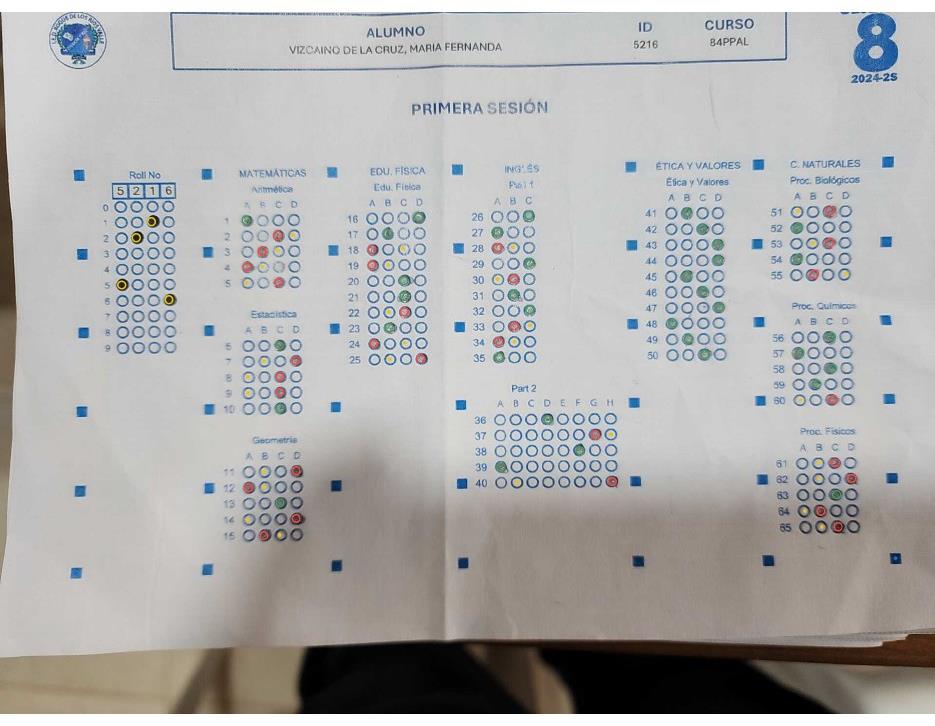 I.E.D. ROQUE DE LOS RIOS VALLE
ALUMNO
VIZCAINO DE LA CRUZ, MARIA FERNANDA
ID
5216
CURSO
84PPAL
8
2024-2S
PRIMERA SESIÓN
Roll No
5 2 1 6
0
1
2
3
4
5
6
7
8
9
MATEMÁTICAS
Aritmética
A B C D
1
2
3
4
5
Estadística
A B C D
6
7
8
9
10
Geometría
A B C D
11
12
13
14
15
EDU. FÍSICA
Edu. Física
A B C D
16
17
18
19
20
21
22
23
24
25
INGLÉS
Part 1
A B C
26
27
28
29
30
31
32
33
34
35
Part 2
A B C D E F G H
36
37
38
39
40
ÉTICA Y VALORES
Ética y Valores
A B C D
41
42
43
44
45
46
47
48
49
50
C. NATURALES
Proc. Biológicos
A B C D
51
52
53
54
55
Proc. Químicos
A B C D
56
57
58
59
60
Proc. Físicos
A B C D
61
62
63
64
65